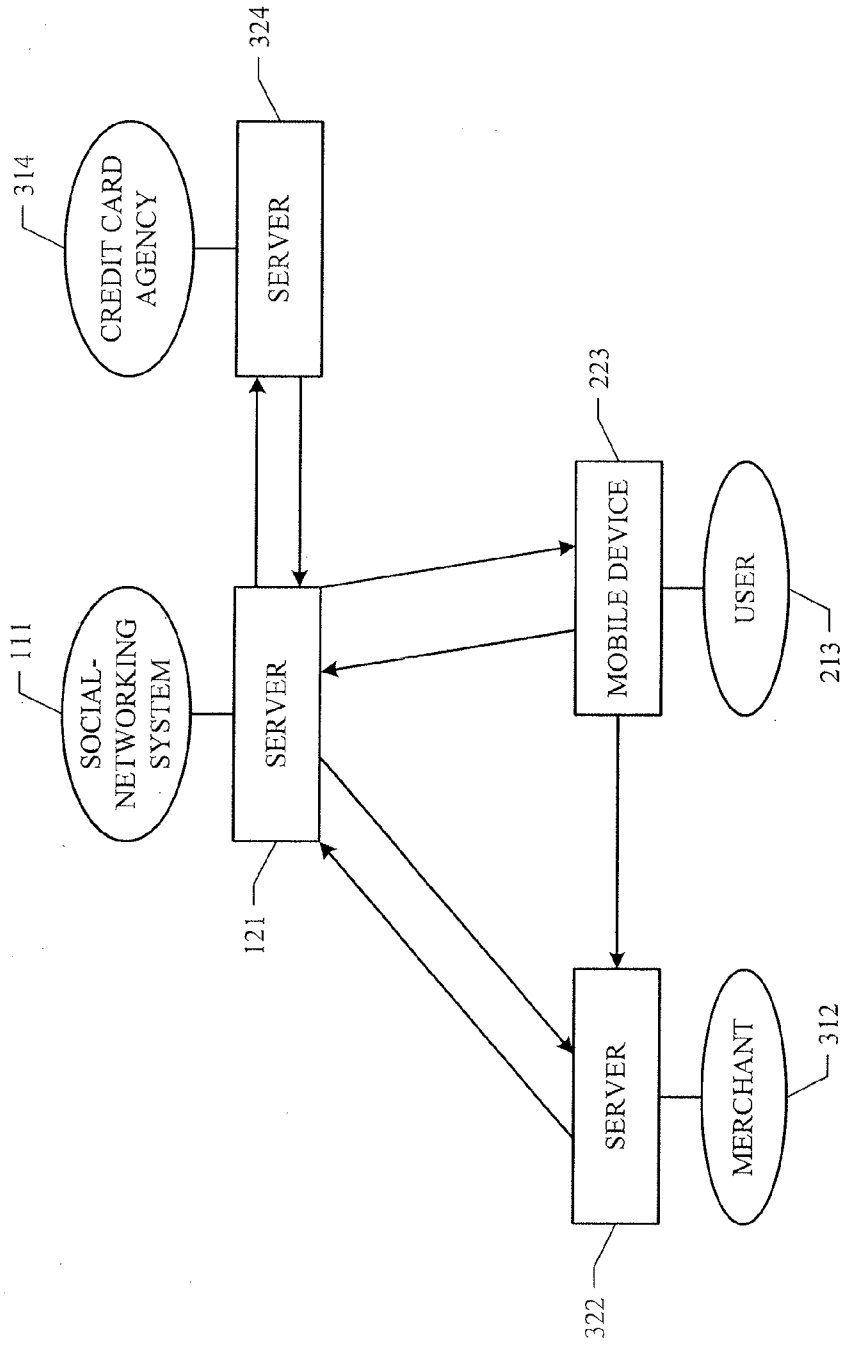 111
SOCIAL-
NETWORKING
SYSTEM
314
CREDIT CARD
AGENCY
121
SERVER
SERVER
324
322
SERVER
MOBILE DEVICE
223
MERCHANT
312
USER
213